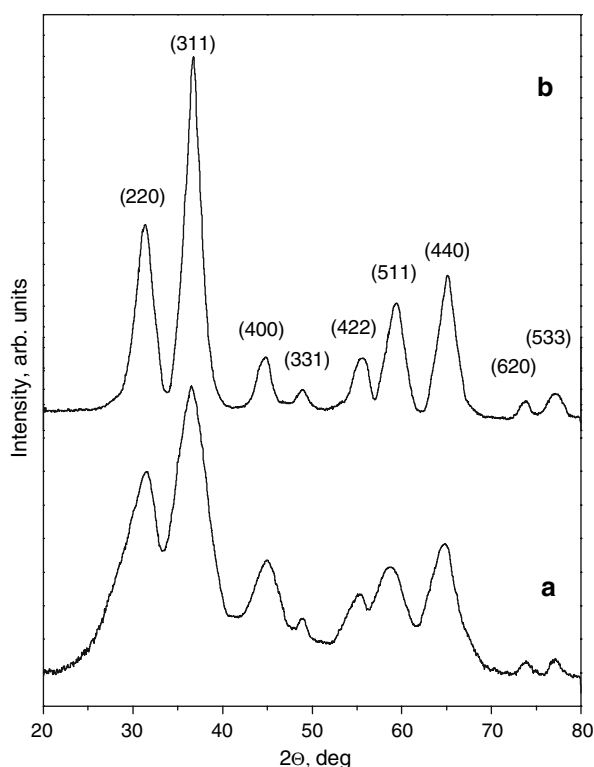 (311)
b
(220)
(440)
(511)
(422)
(400)
(533)
(331)
(620)
Intensity, arb. units
a
20 30 40 50 60 70 80
2Θ, deg